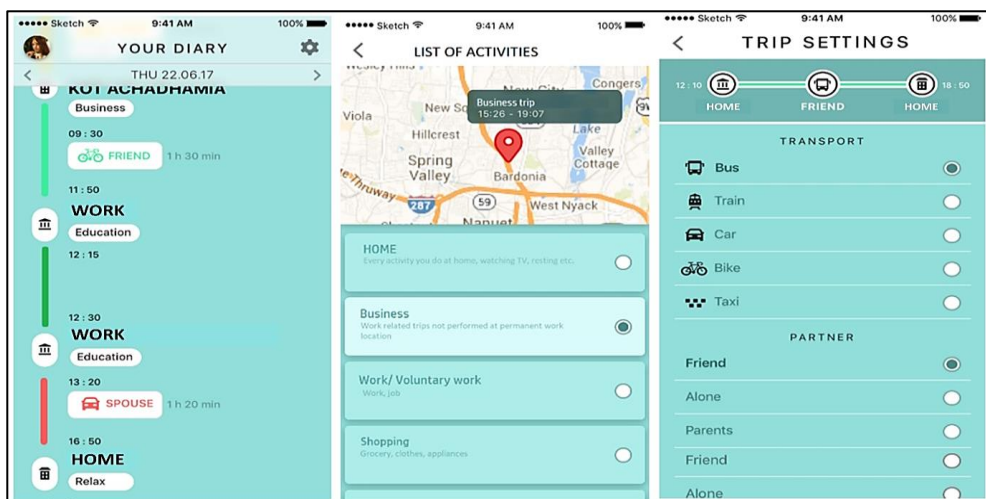 Sketch 9:41 AM 100%
YOUR DIARY
THU 22.06.17
KOT ACHADHAMIA
Business
09 : 30
FRIEND 1 h 30 min
11 : 50
WORK
Education
12 : 15
12 : 30
WORK
Education
13 : 20
SPOUSE 1 h 20 min
16 : 50
HOME
Relax
Sketch 9:41 AM 100%
LIST OF ACTIVITIES
Wesley Hills
New City
Congers
Business trip
15:26 - 19:07
New Sq
Viola
Lake
Hillcrest
Valley
Cottage
Spring
Valley
Bardonia
Thruway
287
59
West Nyack
Nanuet
HOME
Every activity you do at home, watching TV, resting etc.
Business
Work related trips not performed at permanent work
location
Work/ Voluntary work
Work, job
Shopping
Grocery, clothes, appliances
Sketch 9:41 AM 100%
TRIP SETTINGS
12 : 10 18 : 50
HOME FRIEND HOME
TRANSPORT
Bus
Train
Car
Bike
Taxi
PARTNER
Friend
Alone
Parents
Friend
Alone